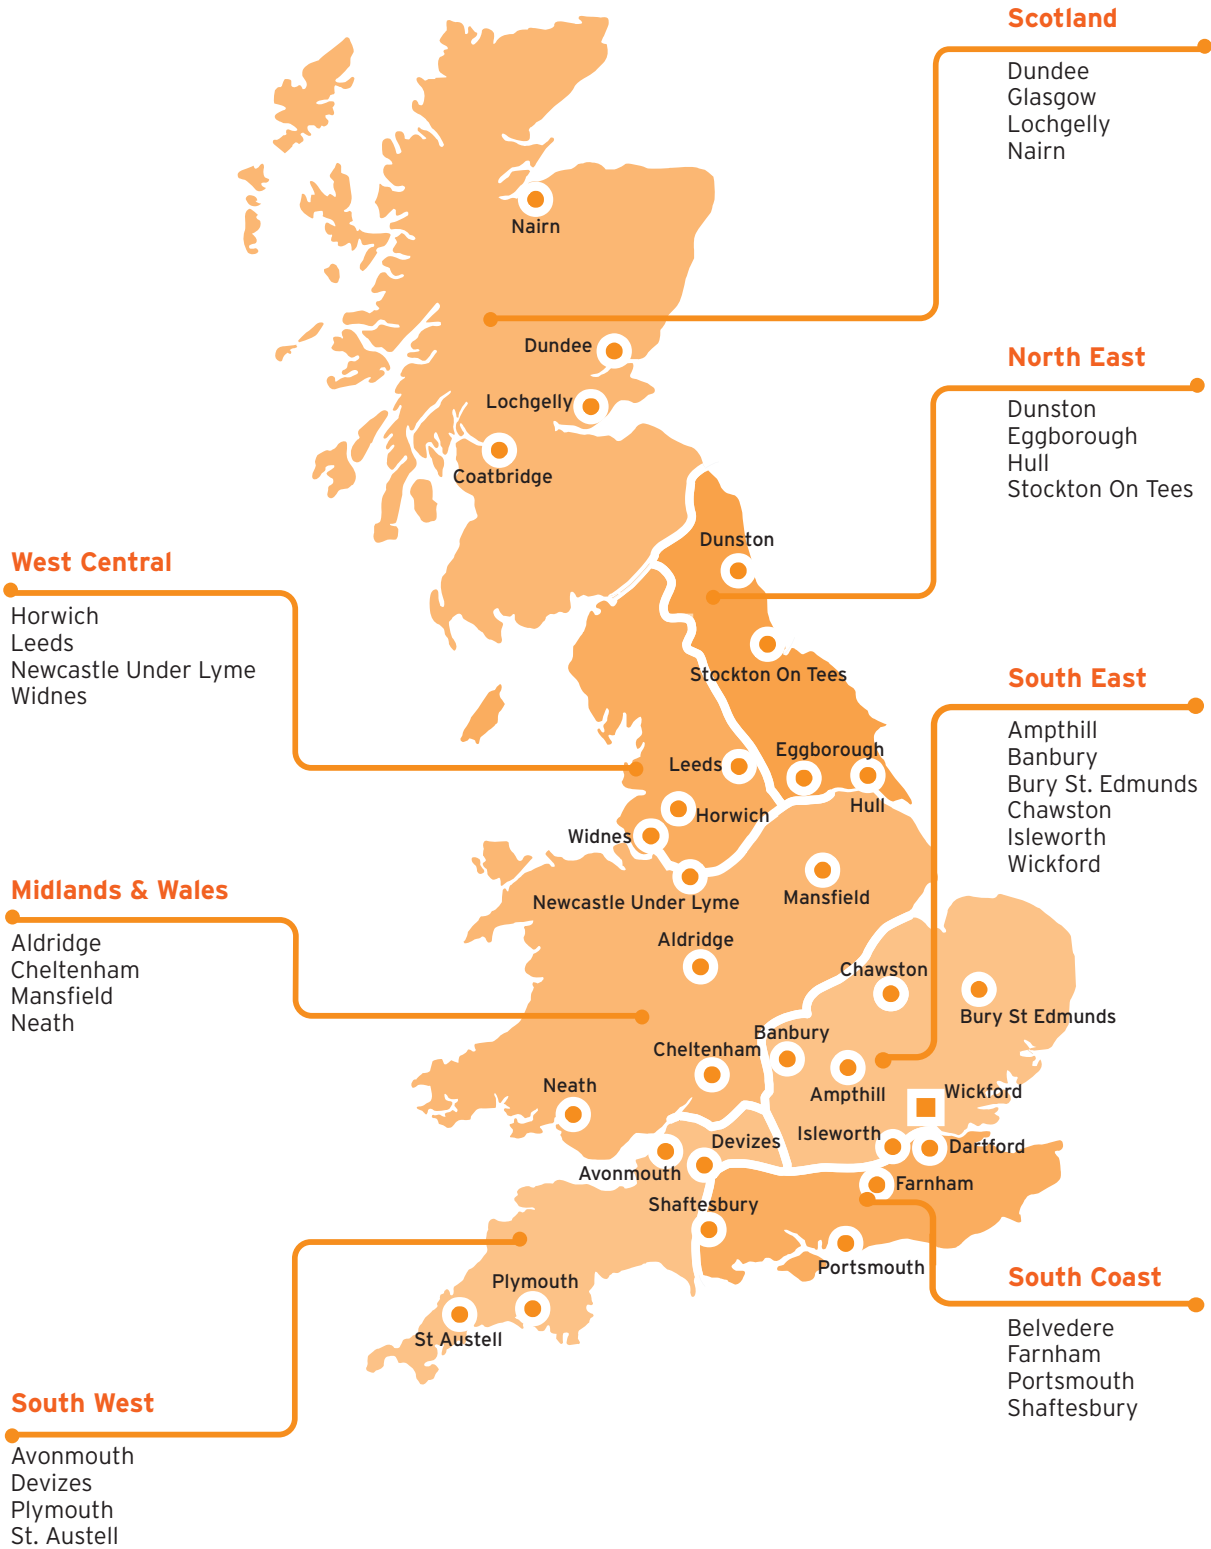 Scotland
Dundee
Glasgow
Lochgelly
Nairn
Nairn
Dundee
Lochgelly
Coatbridge
North East
Dunston
Eggborough
Hull
Stockton On Tees
Dunston
West Central
Horwich
Leeds
Newcastle Under Lyme
Widnes
Stockton On Tees
South East
Ampthill
Banbury
Bury St. Edmunds
Chawston
Isleworth
Wickford
Eggborough
Leeds
Hull
Horwich
Widnes
Midlands & Wales
Aldridge
Cheltenham
Mansfield
Neath
Mansfield
Newcastle Under Lyme
Aldridge
Chawston
Bury St Edmunds
Banbury
Cheltenham
Neath
Ampthill
Wickford
Isleworth
Devizes
Dartford
Avonmouth
Farnham
Shaftesbury
Portsmouth
Plymouth
St Austell
South Coast
Belvedere
Farnham
Portsmouth
Shaftesbury
South West
Avonmouth
Devizes
Plymouth
St. Austell